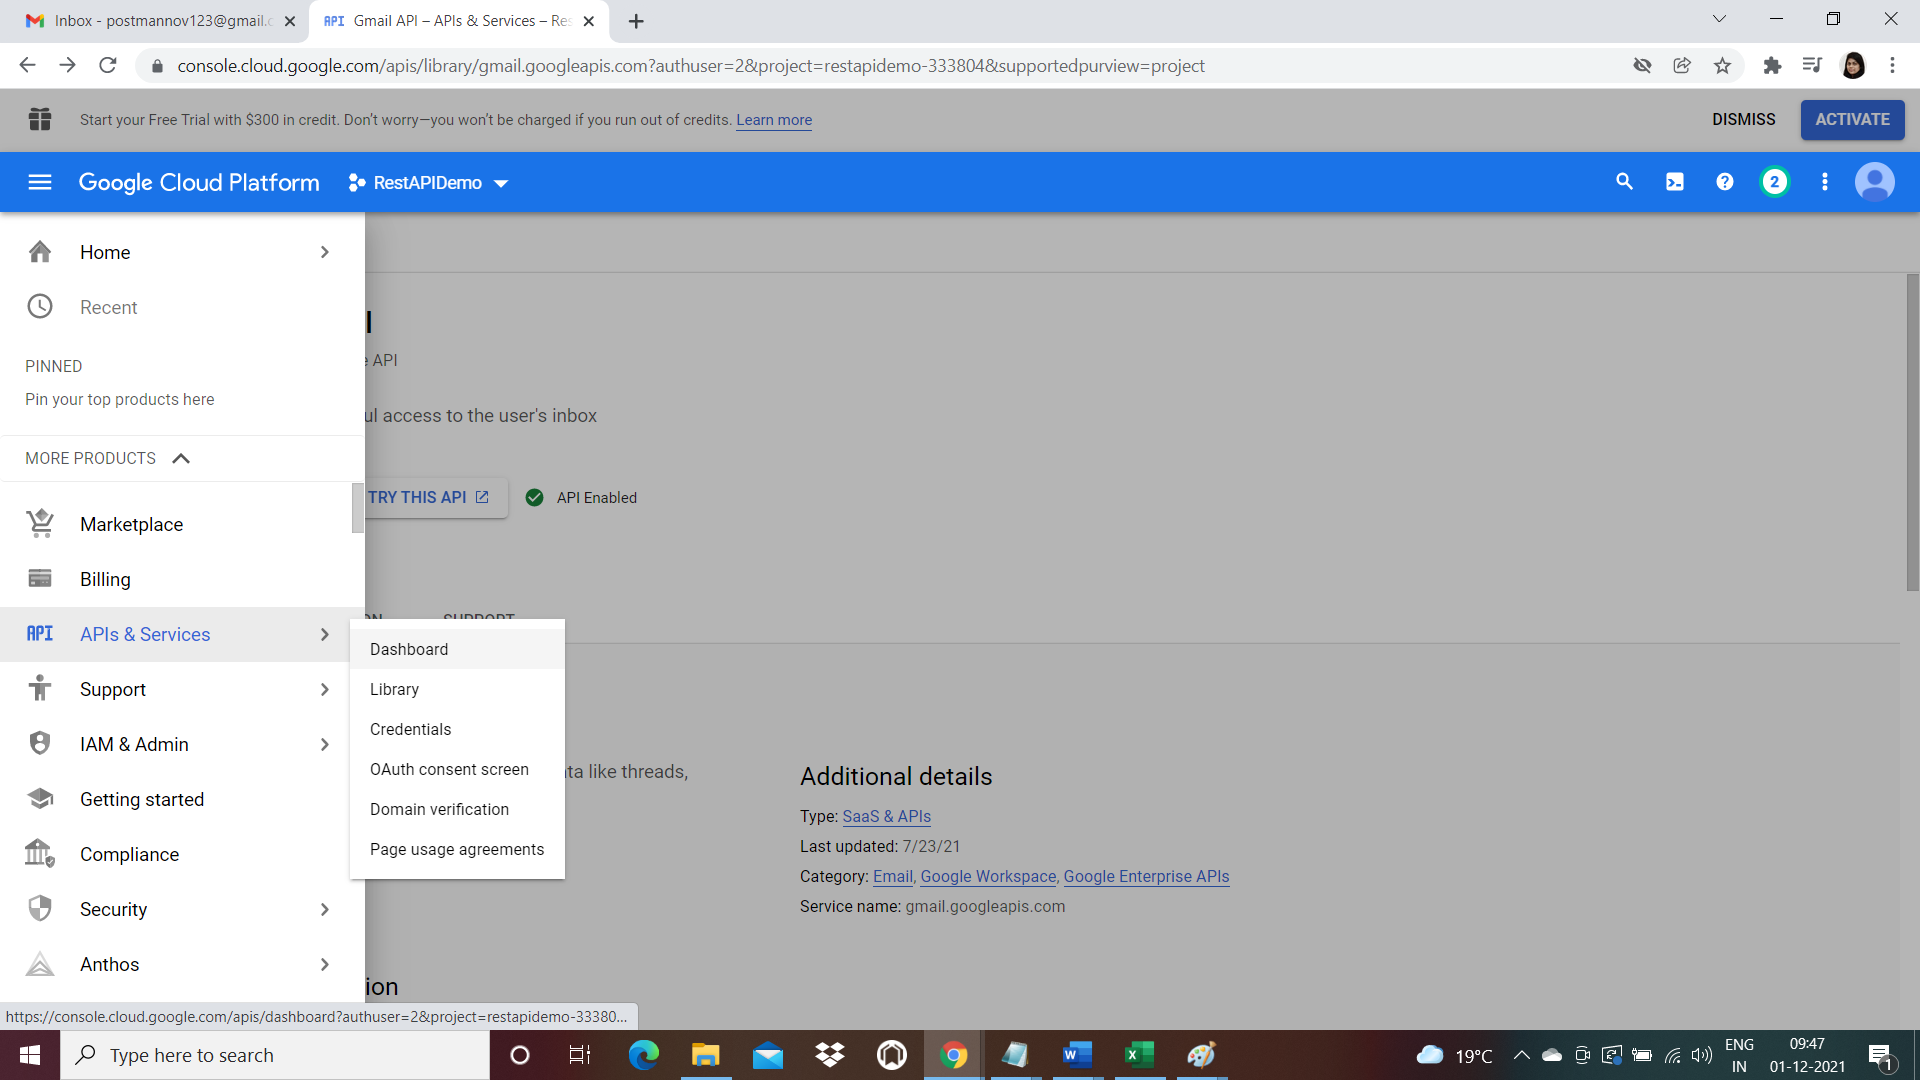 Inbox - postmannov123@gmail.c
API Gmail API – APIs & Services – Res
console.cloud.google.com/apis/library/gmail.googleapis.com?authuser=2&project=restapidemo-333804&supportedpurview=project
Start your Free Trial with $300 in credit. Don't worry—you won't be charged if you run out of credits. Learn more
DISMISS
ACTIVATE
Google Cloud Platform
RestAPIDemo
2
Home
Recent
PINNED
Pin your top products here
MORE PRODUCTS
Marketplace
Billing
API APIs & Services
Support
IAM & Admin
Getting started
Compliance
Security
Anthos
Dashboard
Library
Credentials
OAuth consent screen
Domain verification
Page usage agreements
I
e API
ul access to the user's inbox
TRY THIS API
API Enabled
ON
SUPPORT
ta like threads,
Additional details
Type: SaaS & APIs
Last updated: 7/23/21
Category: Email, Google Workspace, Google Enterprise APIs
Service name: gmail.googleapis.com
ion
https://console.cloud.google.com/apis/dashboard?authuser=2&project=restapidemo-33380...
Type here to search
19°C
ENG
IN
09:47
01-12-2021
1